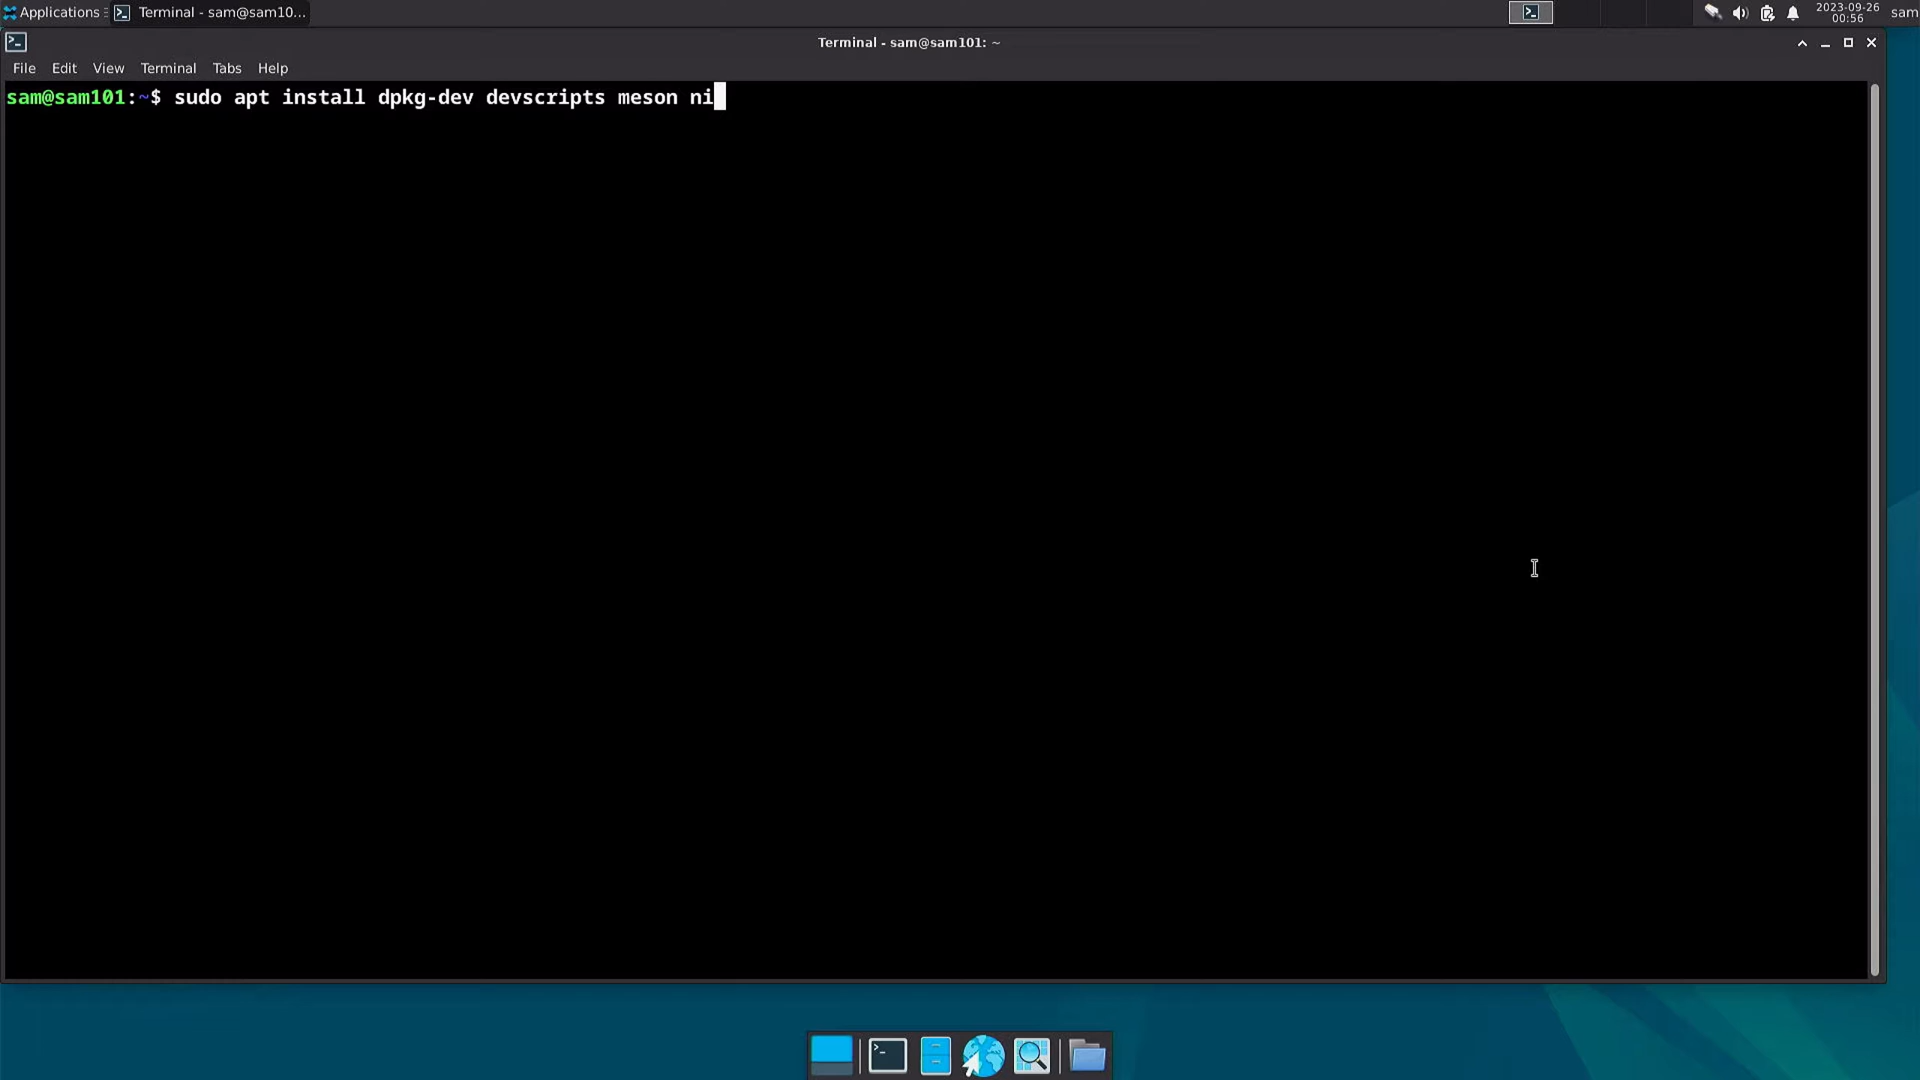 Applications
Terminal - sam@sam10...
2023-09-26
00:56
sam
Terminal - sam@sam101: ~
File Edit View Terminal Tabs Help
sam@sam101:~$ sudo apt install dpkg-dev devscripts meson ni